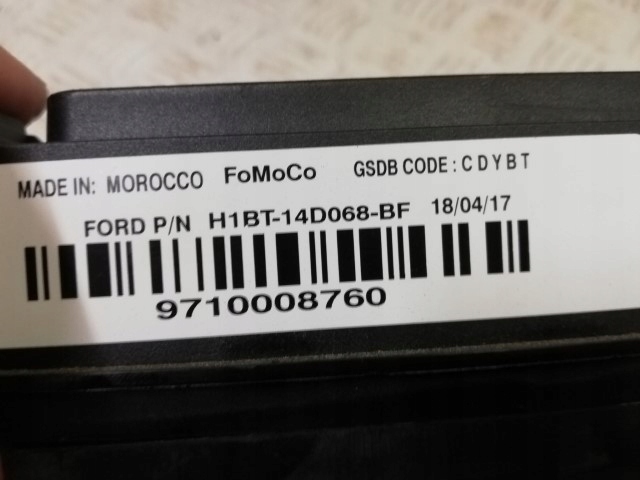 MADE IN: MOROCCO FoMoCo GSDB CODE : C D Y B T
FORD P/N H1BT-14D068-BF 18/04/17
9710008760